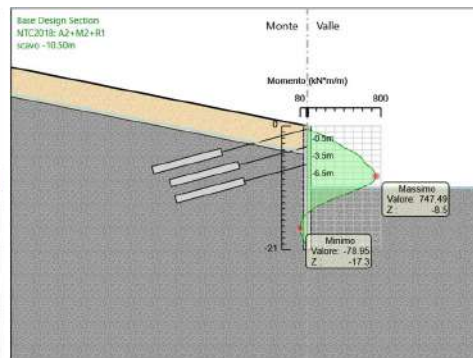 Base Design Section
NTC2018: A2+M2+R1
scavo -10.50m
Monte Valle
Momento (kN*m/m)
80 800
0
-0.5m
-3.5m
-6.5m
Massimo
Valore: 747.49
Z : -8.5
Minimo
Valore: -78.95
Z : -17.3
-21